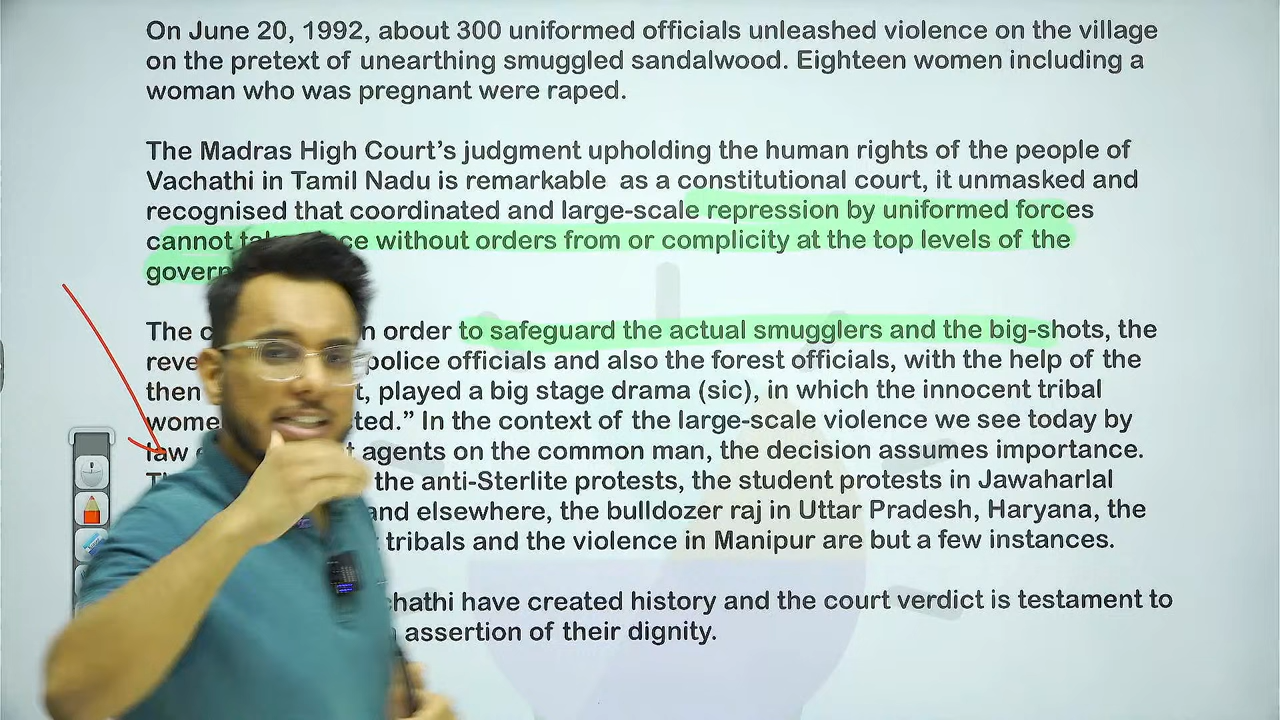 On June 20, 1992, about 300 uniformed officials unleashed violence on the village
on the pretext of unearthing smuggled sandalwood. Eighteen women including a
woman who was pregnant were raped.
The Madras High Court's judgment upholding the human rights of the people of
Vachathi in Tamil Nadu is remarkable as a constitutional court, it unmasked and
recognised that coordinated and large-scale repression by uniformed forces
cannot without orders from or complicity at the top levels of the
The order to safeguard the actual smugglers and the big-shots, the
police officials and also the forest officials, with the help of the
then played a big stage drama (sic), in which the innocent tribal
In the context of the large-scale violence we see today by
law agents on the common man, the decision assumes importance.
the anti-Sterlite protests, the student protests in Jawaharlal
and elsewhere, the bulldozer raj in Uttar Pradesh, Haryana, the
tribals and the violence in Manipur are but a few instances.
have created history and the court verdict is testament to
assertion of their dignity.